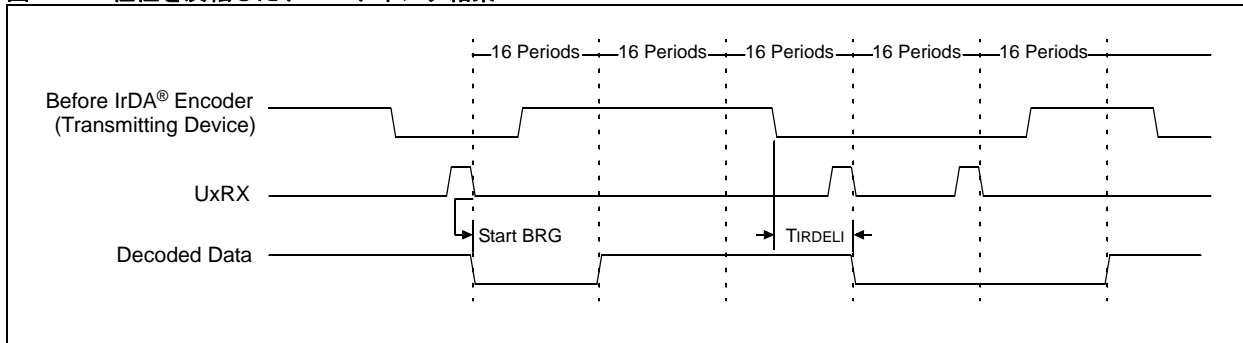 16 Periods 16 Periods 16 Periods 16 Periods 16 Periods
Before IrDA® Encoder
(Transmitting Device)
UxRX
Start BRG
TIRDELI
Decoded Data